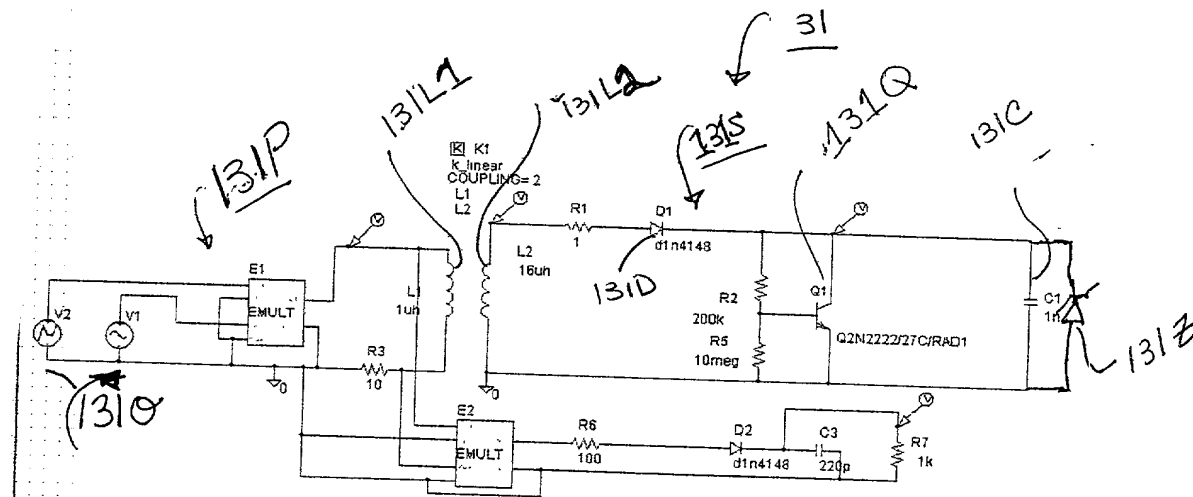 31
131L1
131L2
131S
131Q
131C
131P
K K1
k_linear
COUPLING=2
L1
L2
V
V
R1
1
D1
d1n4148
V
131D
L2
16uh
L1
1uh
E1
EMULT
V2
V1
R2
200k
R5
10meg
Q1
Q2N2222/27C/RAD1
C1
1n
131Z
R3
10
0
0
131O
E2
EMULT
R6
100
D2
d1n4148
C3
220p
V
R7
1k